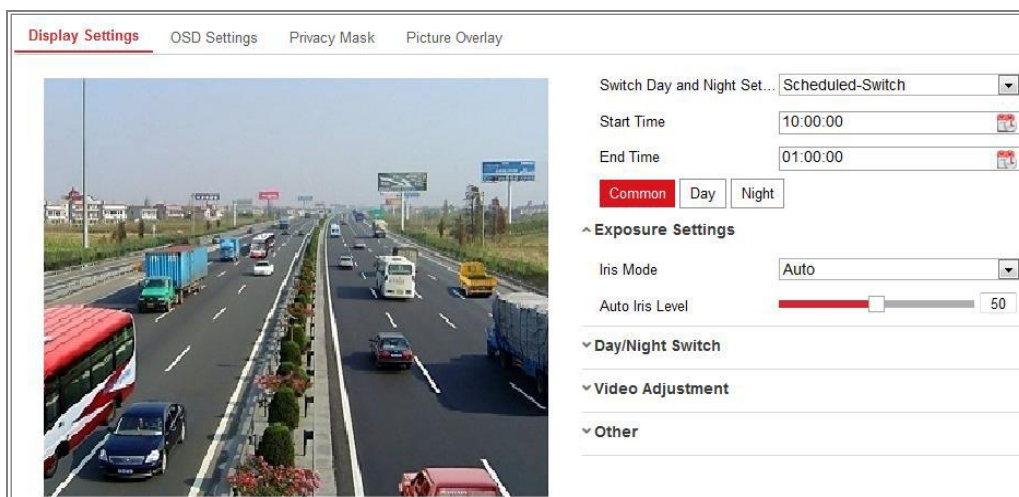 Display Settings OSD Settings Privacy Mask Picture Overlay
Switch Day and Night Set... Scheduled-Switch
Start Time 10:00:00
End Time 01:00:00
Common Day Night
Exposure Settings
Iris Mode Auto
Auto Iris Level 50
Day/Night Switch
Video Adjustment
Other